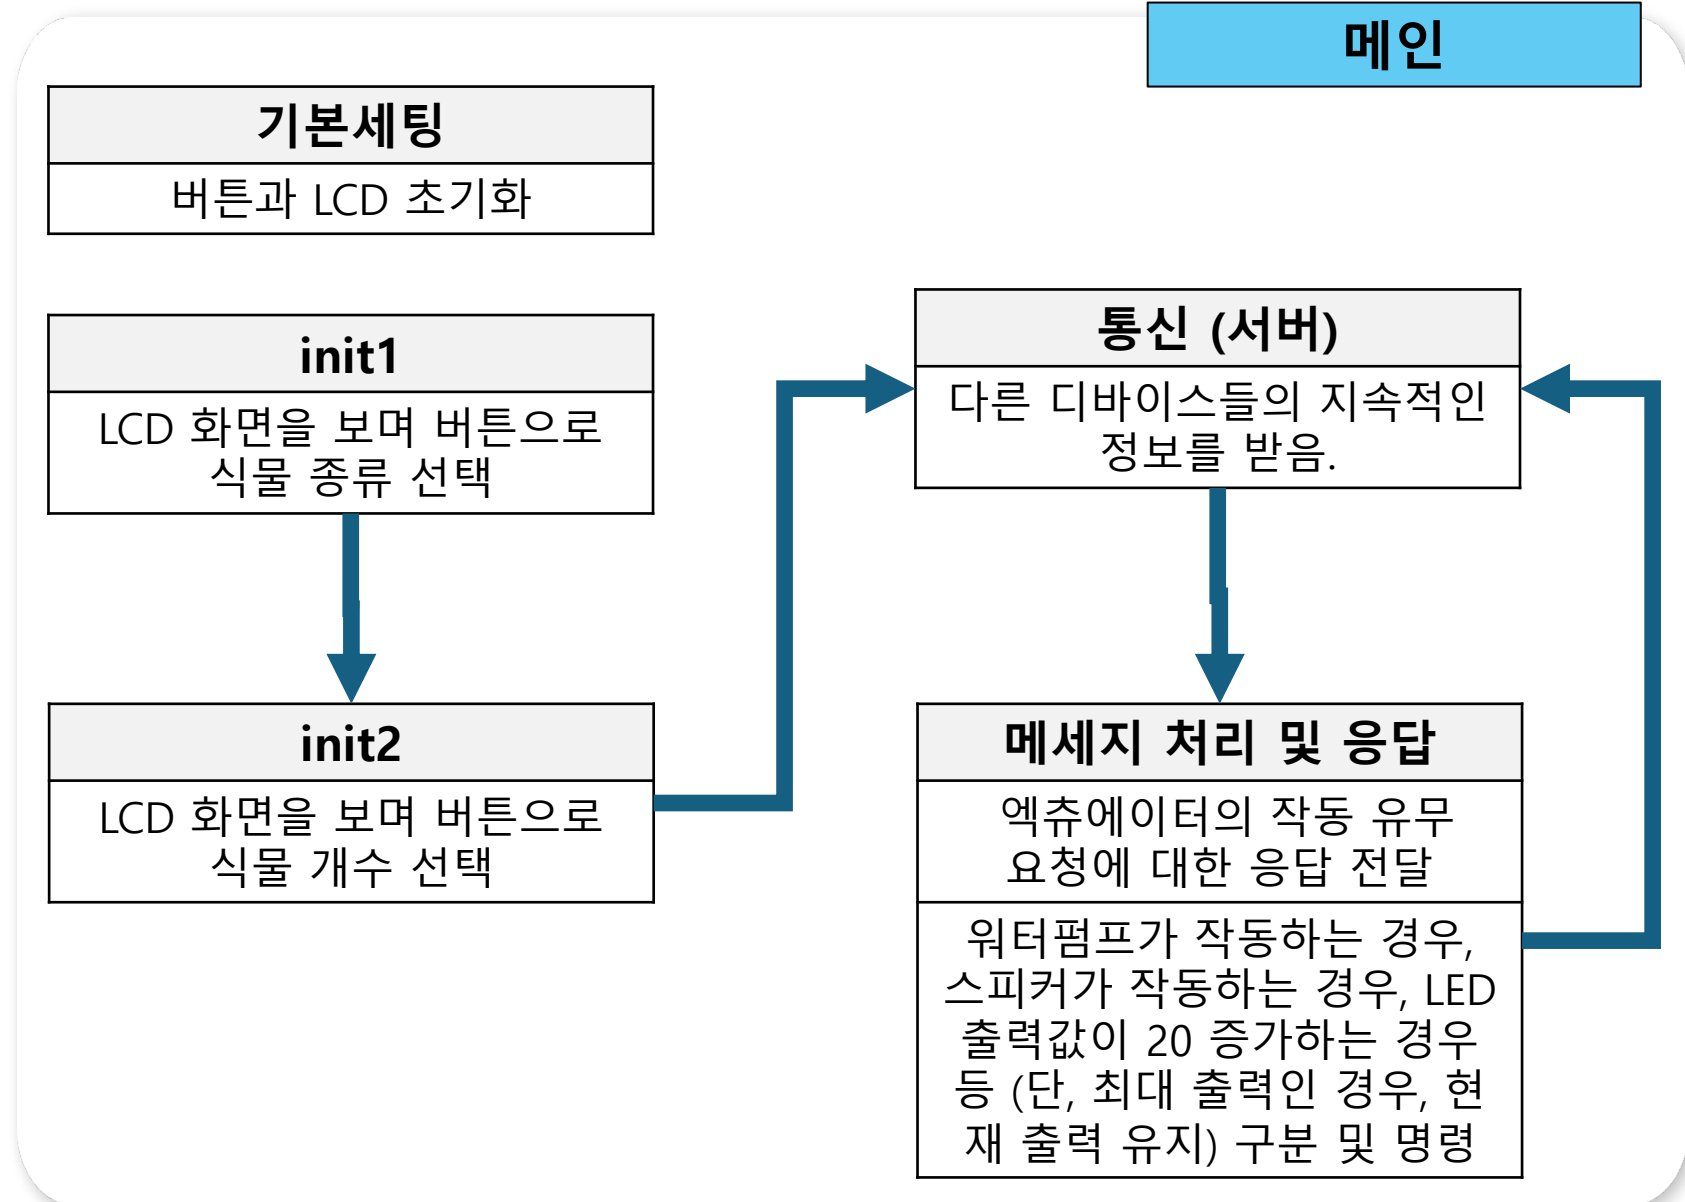 메인
기본세팅
버튼과 LCD 초기화
init1
LCD 화면을 보며 버튼으로
식물 종류 선택
init2
LCD 화면을 보며 버튼으로
식물 개수 선택
통신 (서버)
다른 디바이스들의 지속적인
정보를 받음.
메세지 처리 및 응답
엑츄에이터의 작동 유무
요청에 대한 응답 전달
워터펌프가 작동하는 경우,
스피커가 작동하는 경우, LED
출력값이 20 증가하는 경우
등 (단, 최대 출력인 경우, 현
재 출력 유지) 구분 및 명령